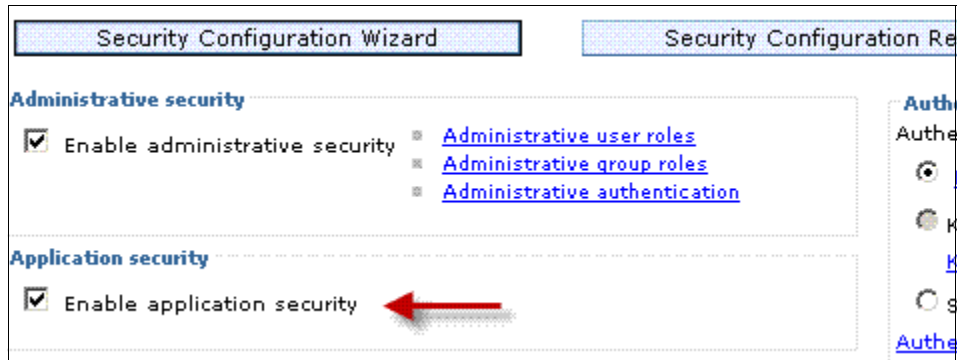 Security Configuration Wizard
Security Configuration Re
Administrative security
Enable administrative security
Administrative user roles
Administrative group roles
Administrative authentication
Application security
Enable application security
Auth
Authe
K
K
S
Authe